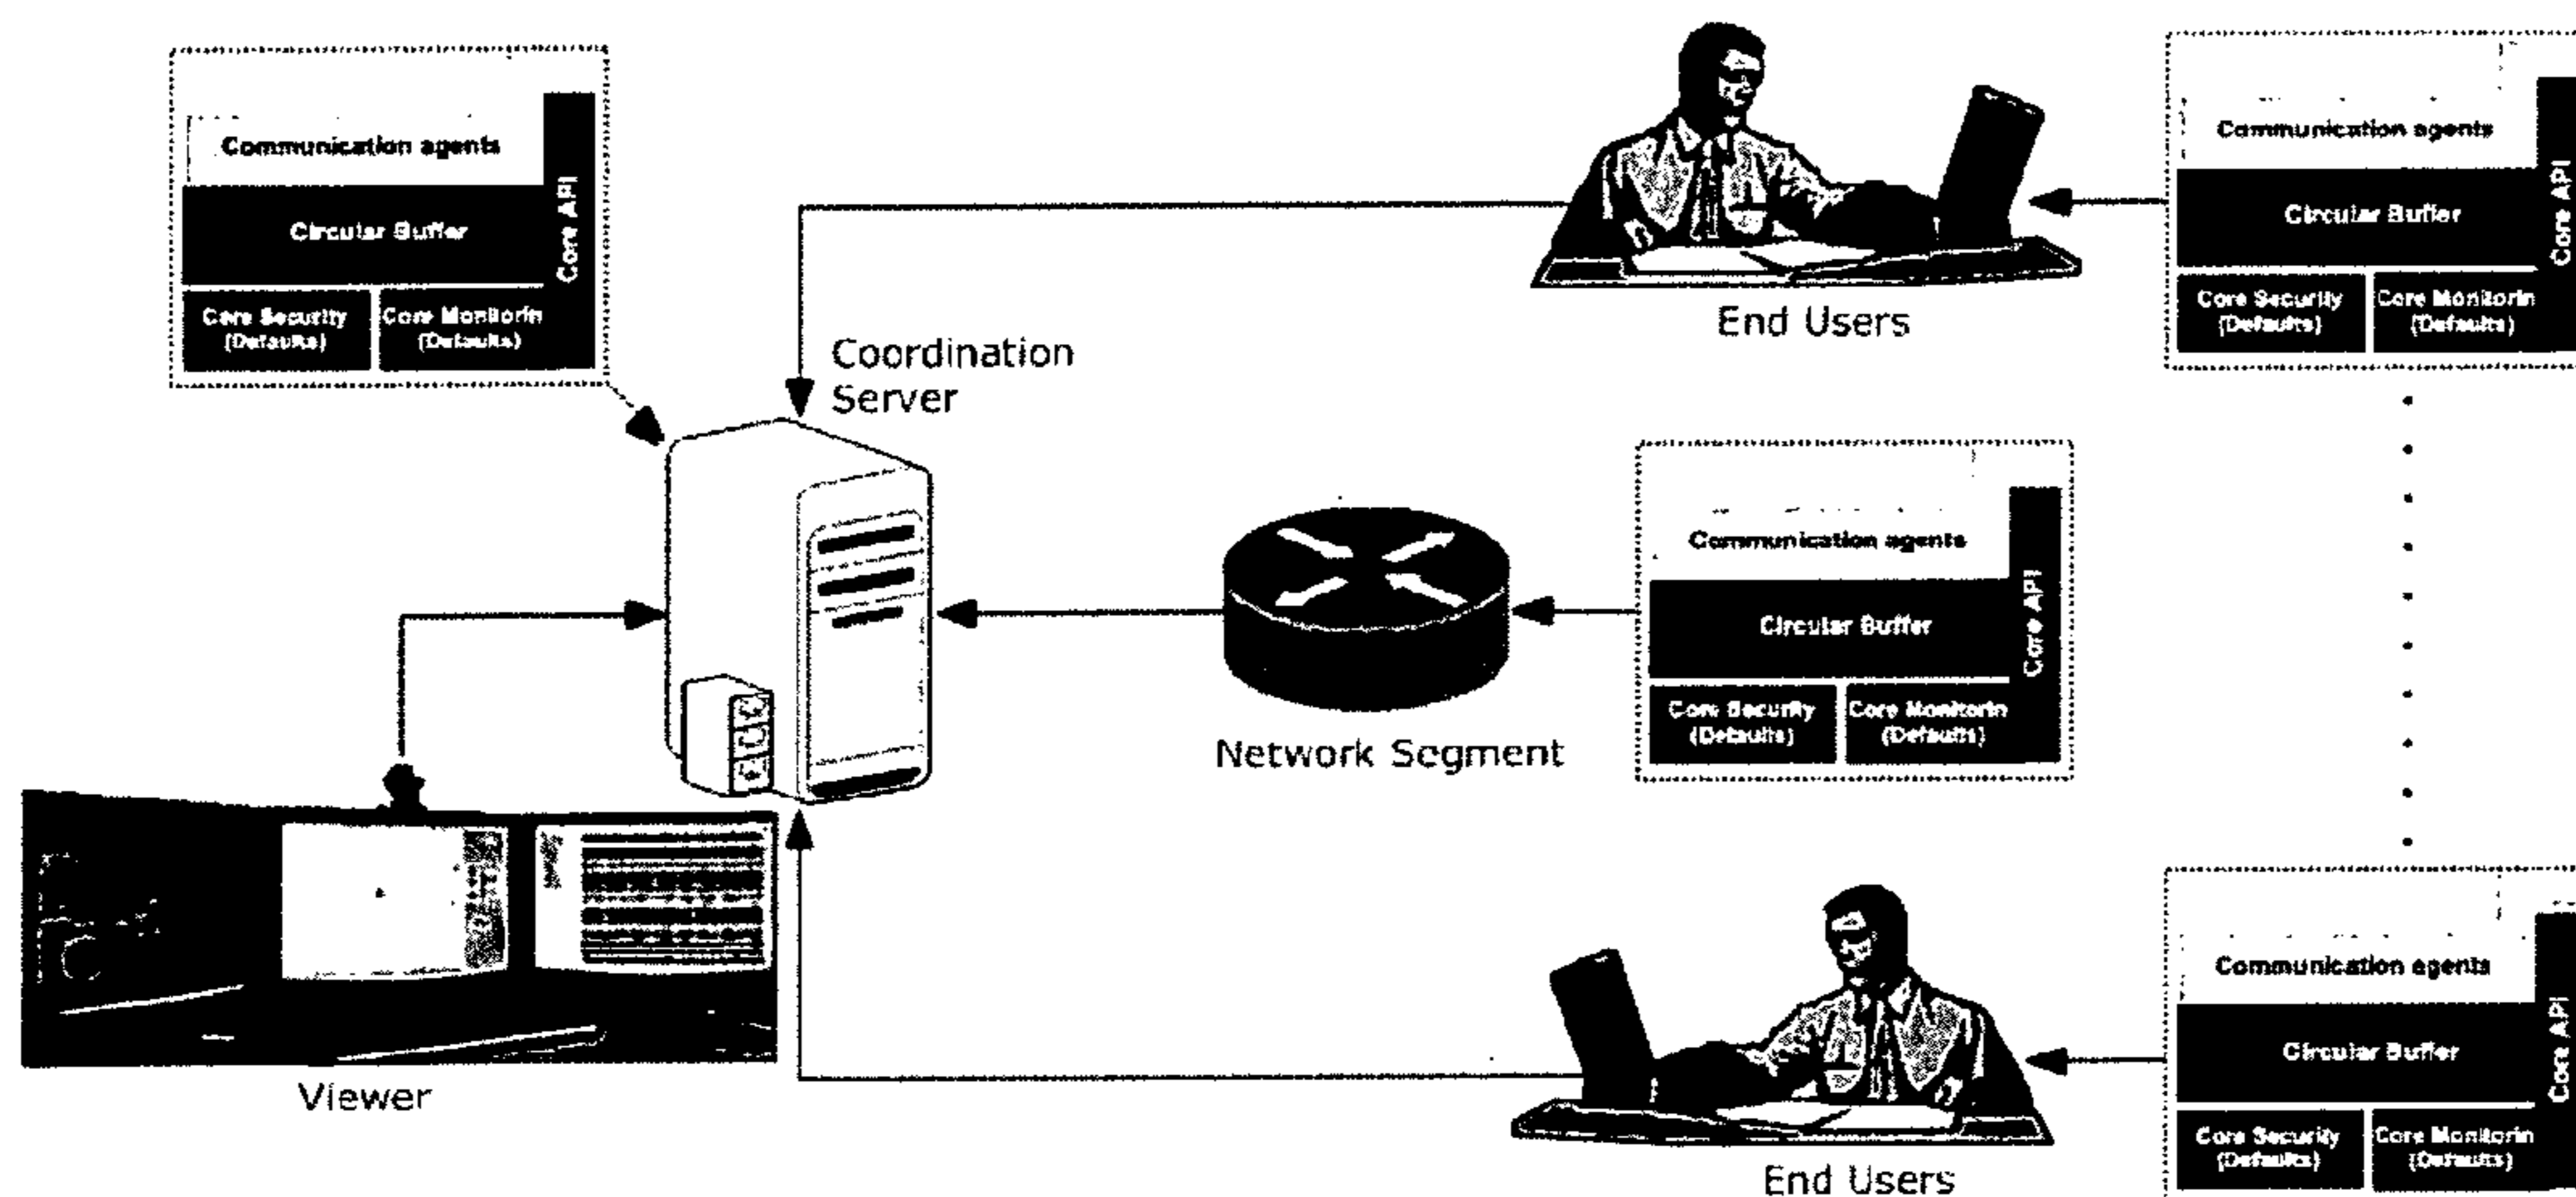 Communication agents
Circular Buffer
Core API
Core Security
(Defaults)
Core Monitorin
(Defaults)
Coordination
Server
End Users
Communication agents
Circular Buffer
Core API
Core Security
(Defaults)
Core Monitorin
(Defaults)
Network Segment
Communication agents
Circular Buffer
Core API
Core Security
(Defaults)
Core Monitorin
(Defaults)
Viewer
End Users
Communication agents
Circular Buffer
Core API
Core Security
(Defaults)
Core Monitorin
(Defaults)